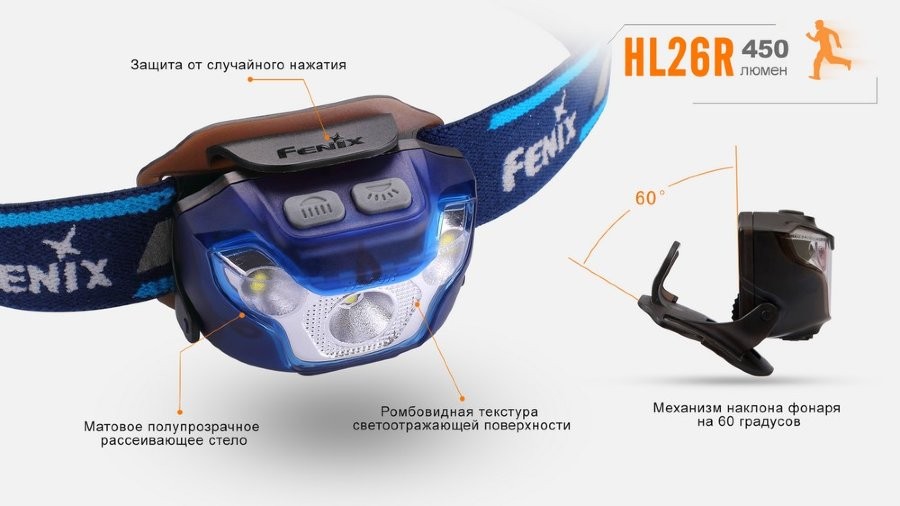 HL26R 450
люмен
Защита от случайного нажатия
FENIX
FENIX
FENIX
60°
Матовое полупрозрачное
рассеивающее стело
Ромбовидная текстура
светоотражающей поверхности
Механизм наклона фонаря
на 60 градусов